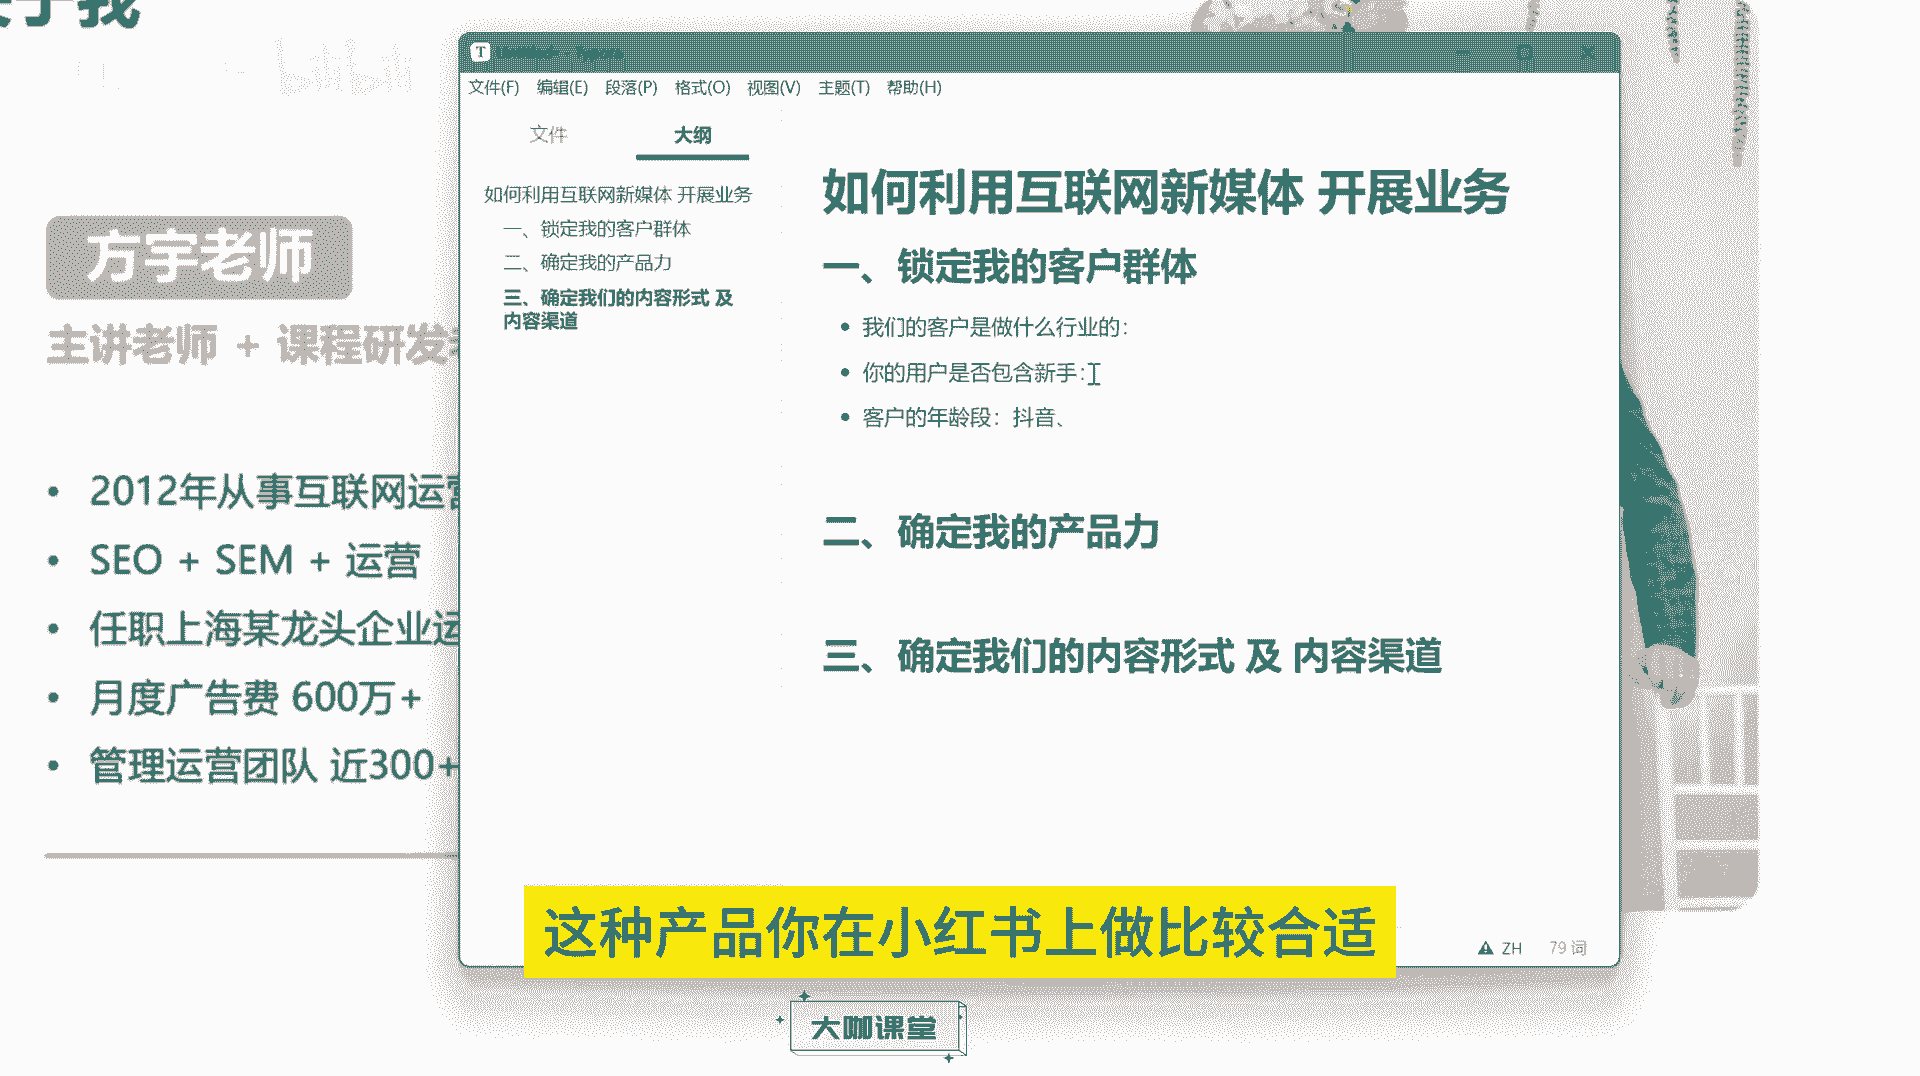 于我
bilibili
方宇老师
主讲老师 + 课程研发
2012年从事互联网运营
SEO + SEM + 运营
任职上海某龙头企业运
月度广告费 600万+
管理运营团队 近300+
文件(F) 编辑(E) 段落(P) 格式(O) 视图(V) 主题(T) 帮助(H)
文件 大纲
如何利用互联网新媒体 开展业务
一、锁定我的客户群体
二、确定我的产品力
三、确定我们的内容形式 及
内容渠道
如何利用互联网新媒体 开展业务
一、锁定我的客户群体
我们的客户是做什么行业的：
你的用户是否包含新手：
客户的年龄段：抖音、
二、确定我的产品力
三、确定我们的内容形式 及 内容渠道
ZH 79 词
这种产品你在小红书上做比较合适
大咖课堂